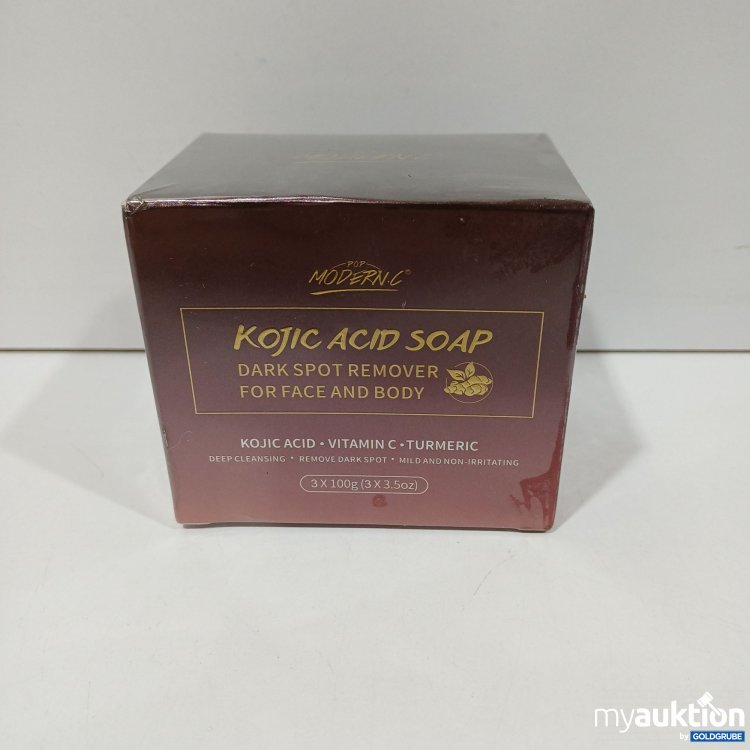 POP
MODERN.C®
KOJIC ACID SOAP
DARK SPOT REMOVER
FOR FACE AND BODY
KOJIC ACID • VITAMIN C • TURMERIC
DEEP CLEANSING * REMOVE DARK SPOT * MILD AND NON-IRRITATING
3 X 100g (3 X 3.5oz)
myauktion
by GOLDGRUBE